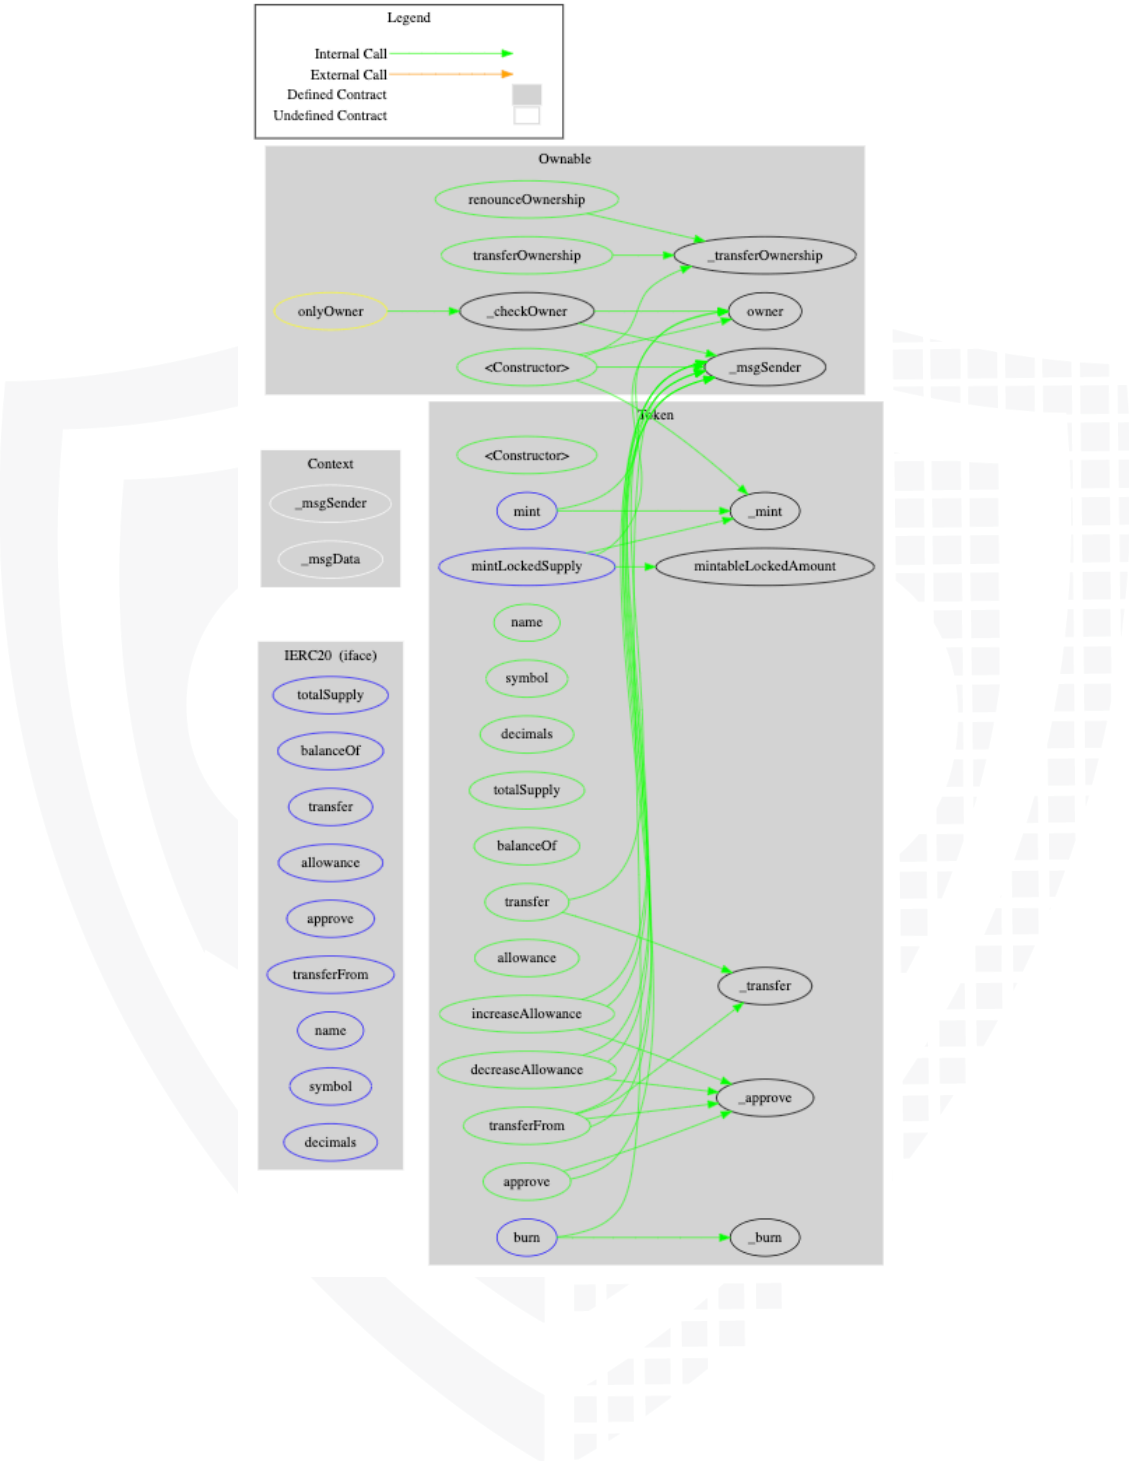 Legend
Internal Call
External Call
Defined Contract
Undefined Contract
Ownable
renounceOwnership
transferOwnership
_transferOwnership
onlyOwner
_checkOwner
owner
<Constructor>
_msgSender
Token
<Constructor>
mint
_mint
mintLockedSupply
mintableLockedAmount
name
symbol
decimals
totalSupply
balanceOf
transfer
allowance
_transfer
increaseAllowance
decreaseAllowance
_approve
transferFrom
approve
burn
_burn
Context
_msgSender
_msgData
IERC20 (iface)
totalSupply
balanceOf
transfer
allowance
approve
transferFrom
name
symbol
decimals